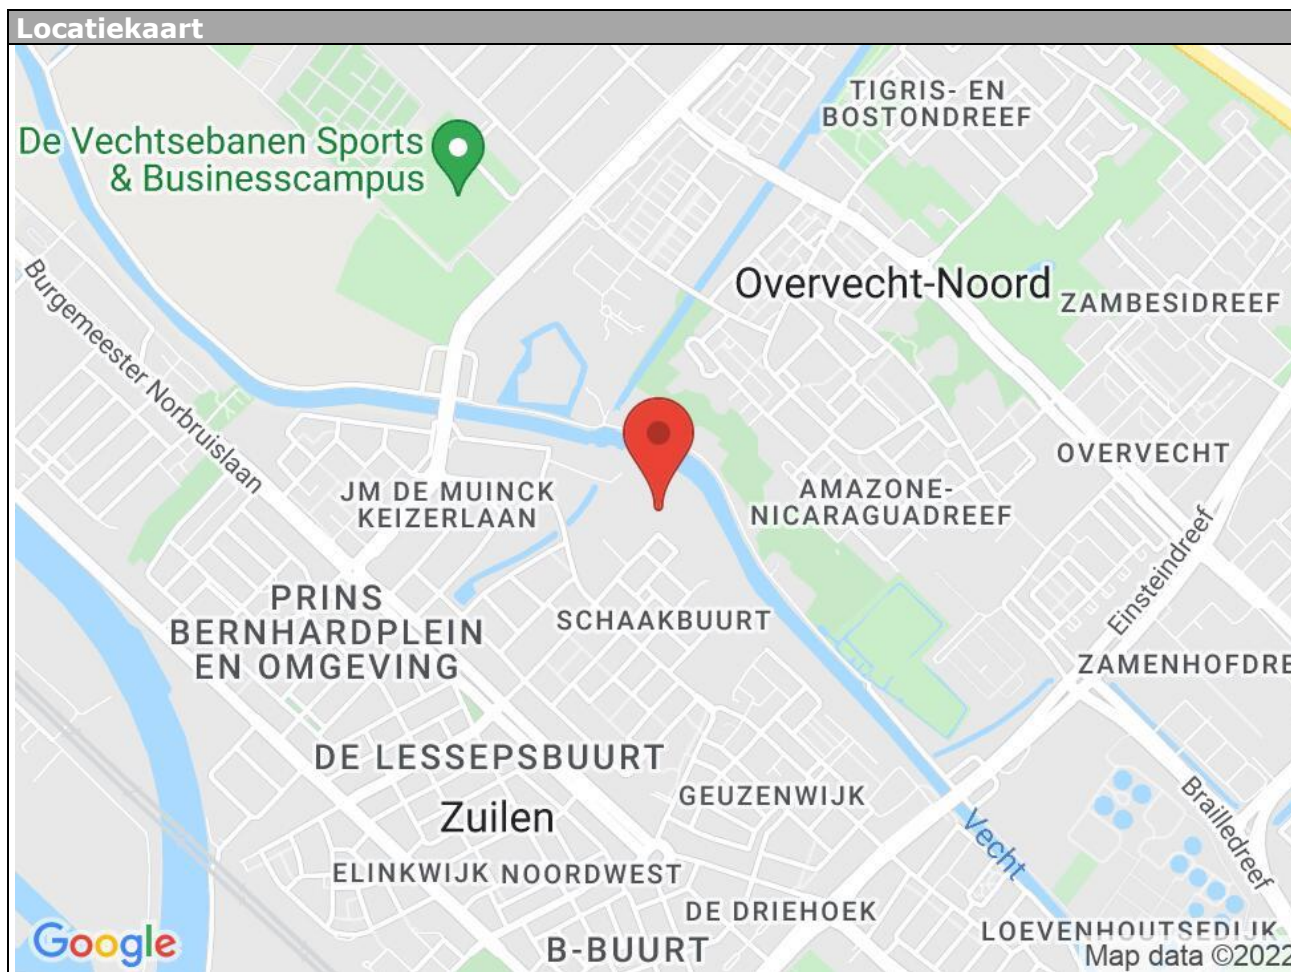 Locatiekaart
TIGRIS- EN
BOSTONDREEF
De Vechtsebanen Sports
& Businesscampus
Burgemeester Norbruislaan
Overvecht-Noord
ZAMBESIDREEF
OVERVECHT
JM DE MUINCK
KEIZERLAAN
AMAZONE-
NICARAGUADREEF
Einsteindreef
PRINS
BERNHARDPLEIN
EN OMGEVING
SCHAAKBUURT
ZAMENHOFDRE
DE LESSEPSBUURT
GEUZENWIJK
Zuilen
Vecht
Brailledreef
ELINKWIJK
NOORDWEST
DE DRIEHOEK
LOEVENHOUTSEDIJK
B-BUURT
Google
Map data ©2022